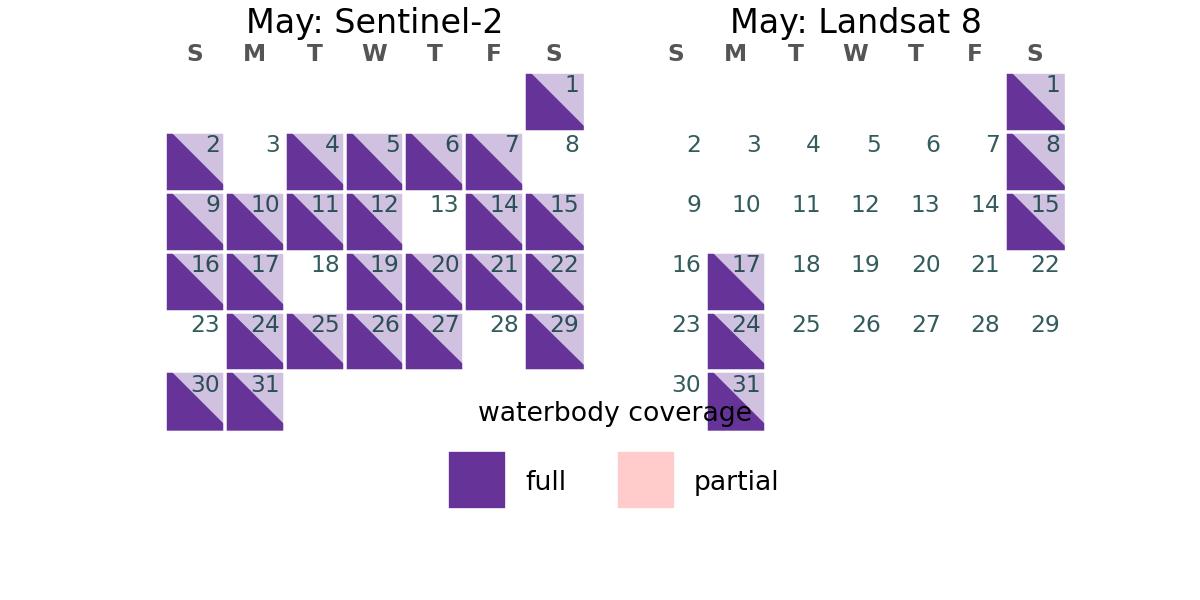 May: Sentinel-2
S M T W T F S
1
2 3 4 5 6 7 8
9 10 11 12 13 14 15
16 17 18 19 20 21 22
23 24 25 26 27 28 29
30 31
May: Landsat 8
S M T W T F S
1
2 3 4 5 6 7 8
9 10 11 12 13 14 15
16 17 18 19 20 21 22
23 24 25 26 27 28 29
30 31
waterbody coverage
full partial